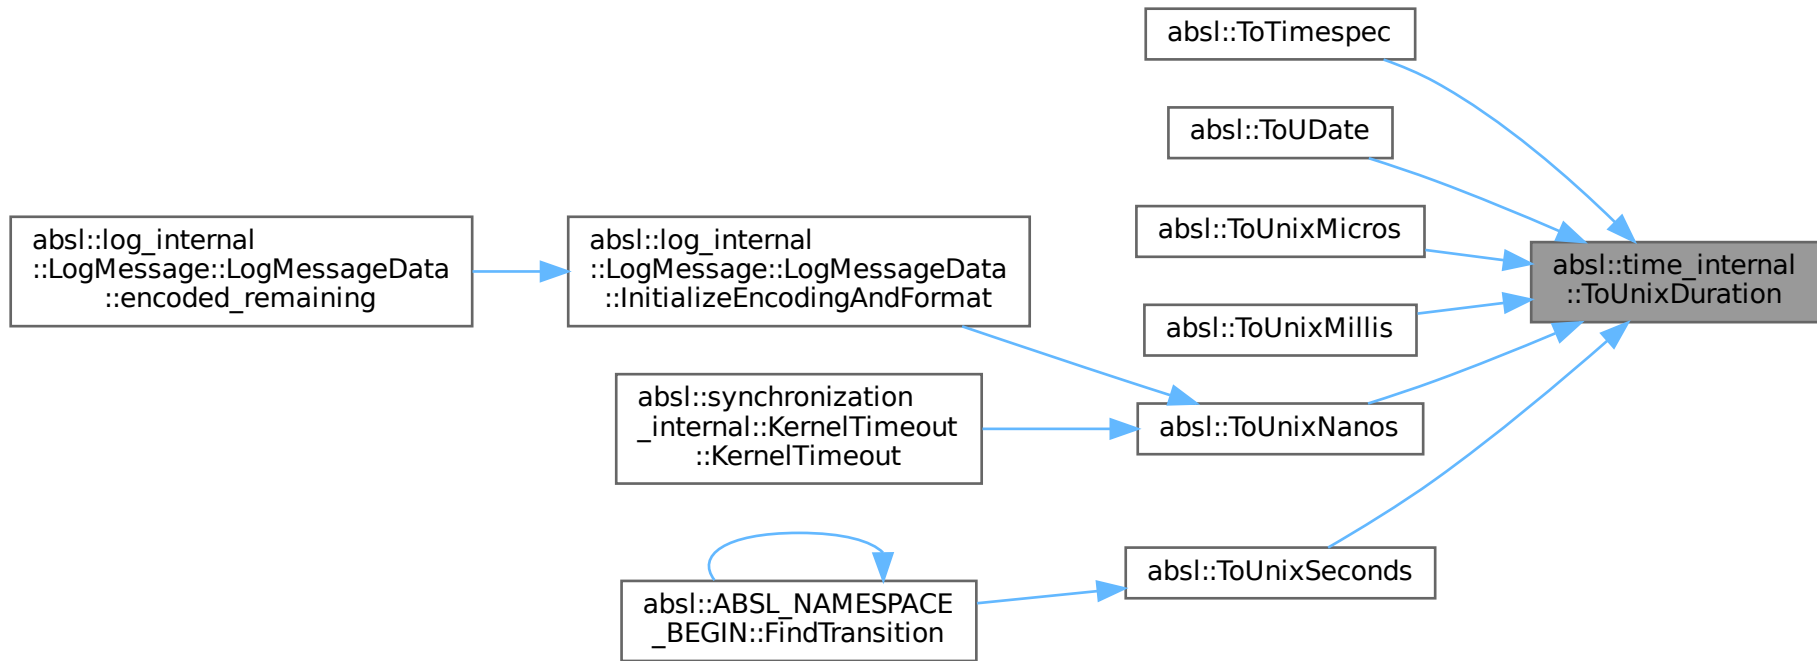 absl::ToTimespec
absl::ToUDate
absl::ToUnixMicros
absl::time_internal
::ToUnixDuration
absl::log_internal
::LogMessage::LogMessageData
::encoded_remaining
absl::log_internal
::LogMessage::LogMessageData
::InitializeEncodingAndFormat
absl::ToUnixMillis
absl::synchronization
_internal::KernelTimeout
::KernelTimeout
absl::ToUnixNanos
absl::ToUnixSeconds
absl::ABSL_NAMESPACE
_BEGIN::FindTransition